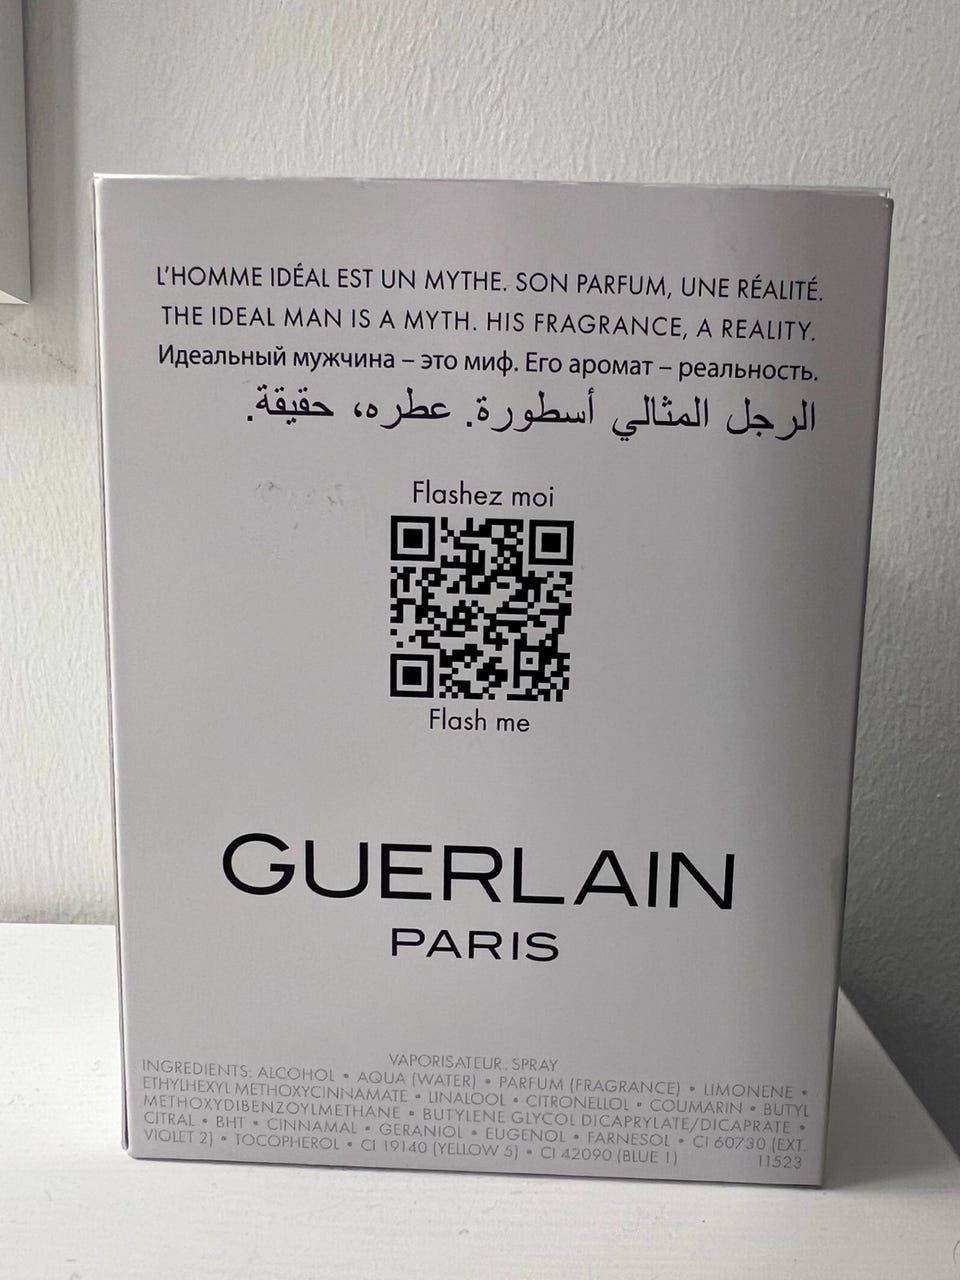 L'HOMME IDÉAL EST UN MYTHE. SON PARFUM, UNE RÉALITÉ.
THE IDEAL MAN IS A MYTH. HIS FRAGRANCE, A REALITY.
Идеальный мужчина – это миф. Его аромат – реальность.
الرجل المثالي أسطورة. عطره، حقيقة.
Flashez moi
Flash me
GUERLAIN
PARIS
VAPORISATEUR. SPRAY
INGREDIENTS: ALCOHOL • AQUA (WATER) • PARFUM (FRAGRANCE) • LIMONENE •
ETHYLHEXYL METHOXYCINNAMATE • LINALOOL • CITRONELLOL • COUMARIN • BUTYL
METHOXYDIBENZOYLMETHANE • BUTYLENE GLYCOL DICAPRYLATE/DICAPRATE •
CITRAL • BHT • CINNAMAL • GERANIOL • EUGENOL • FARNESOL • CI 60730 (EXT.
VIOLET 2) • TOCOPHEROL • CI 19140 (YELLOW 5) • CI 42090 (BLUE 1) 11523